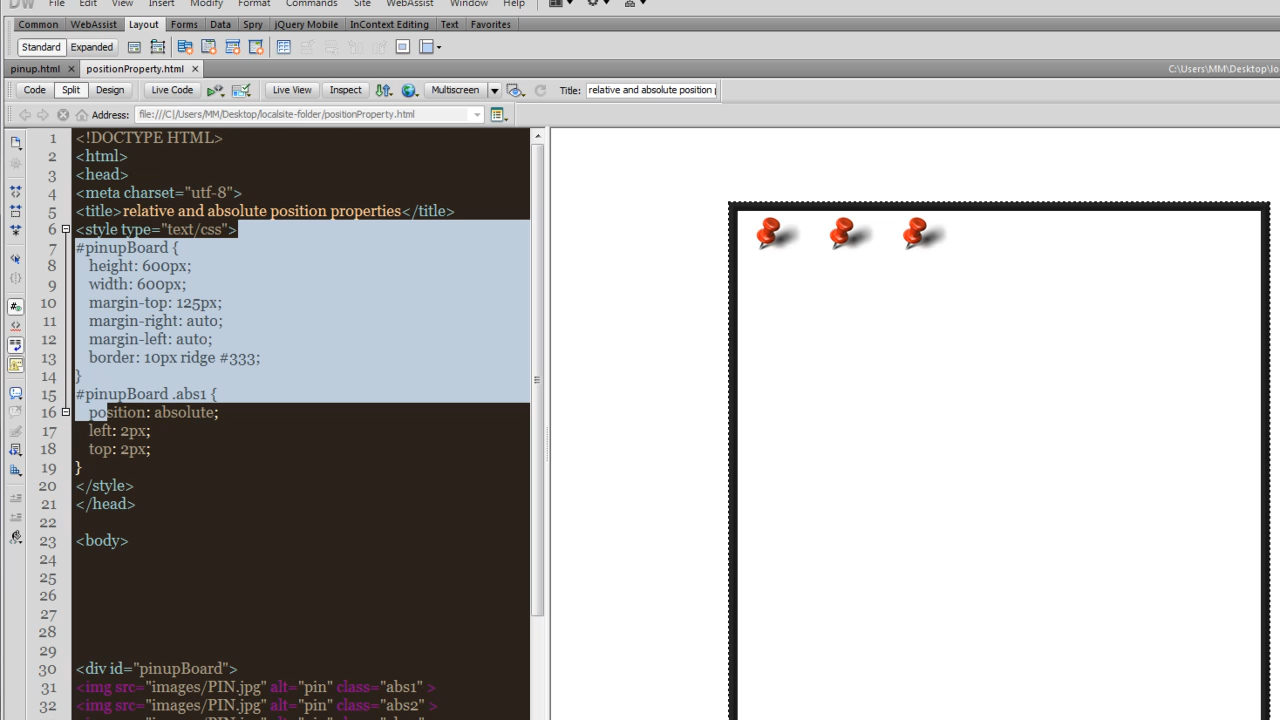 DW File Edit View Insert Modify Format Commands Site WebAssist Window Help
Common WebAssist Layout Forms Data Spry jQuery Mobile InContext Editing Text Favorites
Standard Expanded
pinup.html × positionProperty.html × C:\Users\MM\Desktop\lo
Code Split Design Live Code Live View Inspect Multiscreen Title: relative and absolute position p
Address: file:///C|/Users/MM/Desktop/localsite-folder/positionProperty.html
1 <!DOCTYPE HTML>
2 <html>
3 <head>
4 <meta charset="utf-8">
5 <title>relative and absolute position properties</title>
6 <style type="text/css">
7 #pinupBoard {
8 height: 600px;
9 width: 600px;
10 margin-top: 125px;
11 margin-right: auto;
12 margin-left: auto;
13 border: 10px ridge #333;
14 }
15 #pinupBoard .abs1 {
16 position: absolute;
17 left: 2px;
18 top: 2px;
19 }
20 </style>
21 </head>
22
23 <body>
24
25
26
27
28
29
30 <div id="pinupBoard">
31 <img src="images/PIN.jpg" alt="pin" class="abs1" >
32 <img src="images/PIN.jpg" alt="pin" class="abs2" >